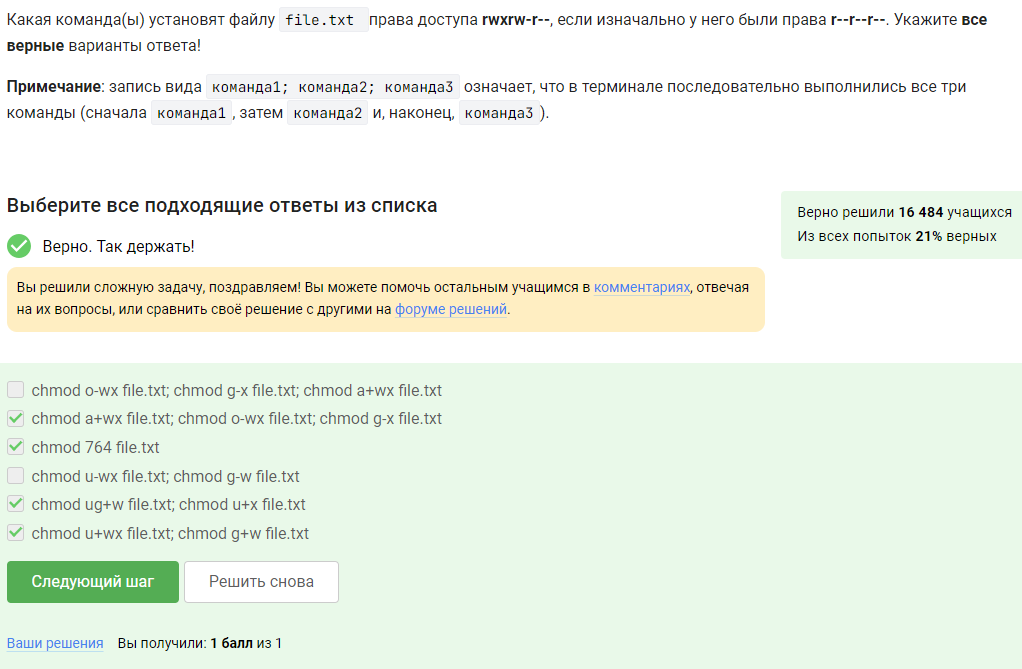 Какая команда(ы) установят файлу file.txt права доступа rwxrw-r--, если изначально у него были права r--r--r--. Укажите все
верные варианты ответа!
Примечание: запись вида команда1; команда2; команда3 означает, что в терминале последовательно выполнились все три
команды (сначала команда1, затем команда2 и, наконец, команда3).
Выберите все подходящие ответы из списка
Верно решили 16 484 учащихся
Из всех попыток 21% верных
Верно. Так держать!
Вы решили сложную задачу, поздравляем! Вы можете помочь остальным учащимся в комментариях, отвечая
на их вопросы, или сравнить своё решение с другими на форуме решений.
chmod o-wx file.txt; chmod g-x file.txt; chmod a+wx file.txt
chmod a+wx file.txt; chmod o-wx file.txt; chmod g-x file.txt
chmod 764 file.txt
chmod u-wx file.txt; chmod g-w file.txt
chmod ug+w file.txt; chmod u+x file.txt
chmod u+wx file.txt; chmod g+w file.txt
Следующий шаг Решить снова
Ваши решения Вы получили: 1 балл из 1